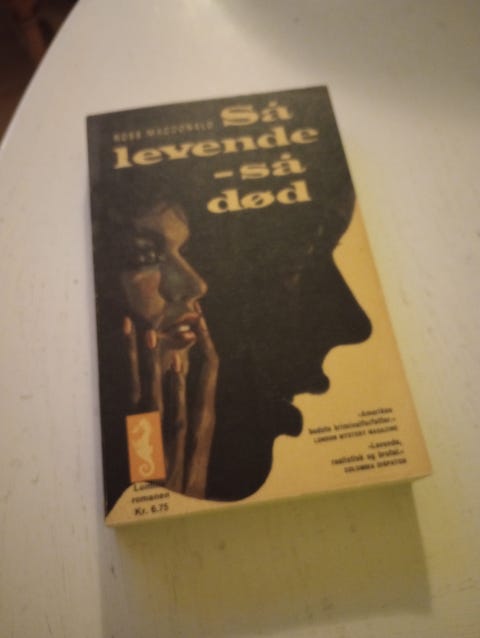 ROSS MACDONALD
Så
levende
-så
død
»Amerikas
bedste kriminalforfatter.«
LONDON MYSTERY MAGAZINE
»Levende,
realistisk og brutal.«
COLUMBIA DISPATCH
romanen
Kr. 6.75